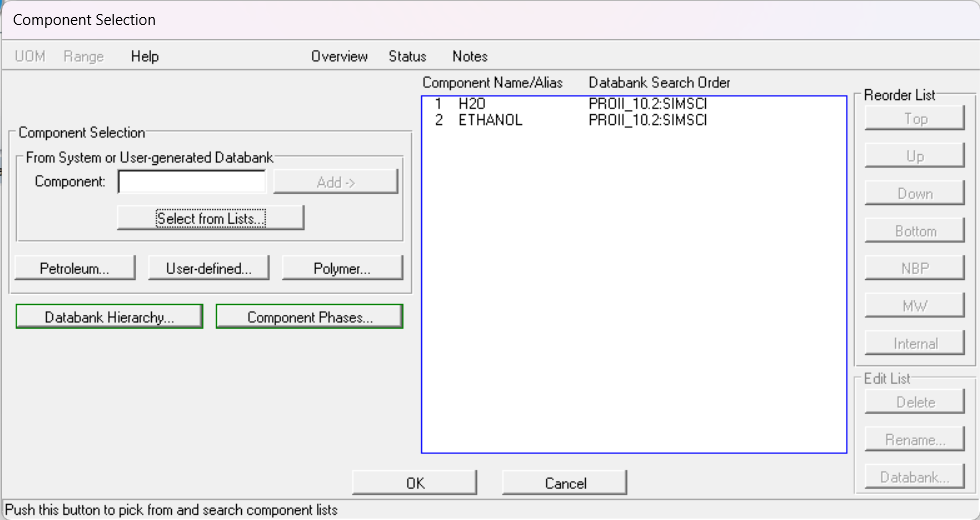 Component Selection
UOM Range Help Overview Status Notes
Component Name/Alias Databank Search Order
1 H2O PROII_10.2:SIMSCI
2 ETHANOL PROII_10.2:SIMSCI
Component Selection
From System or User-generated Databank
Component: Add ->
Select from Lists...
Petroleum... User-defined... Polymer...
Databank Hierarchy... Component Phases...
Reorder List
Top
Up
Down
Bottom
NBP
MW
Internal
Edit List
Delete
Rename...
Databank...
OK Cancel
Push this button to pick from and search component lists